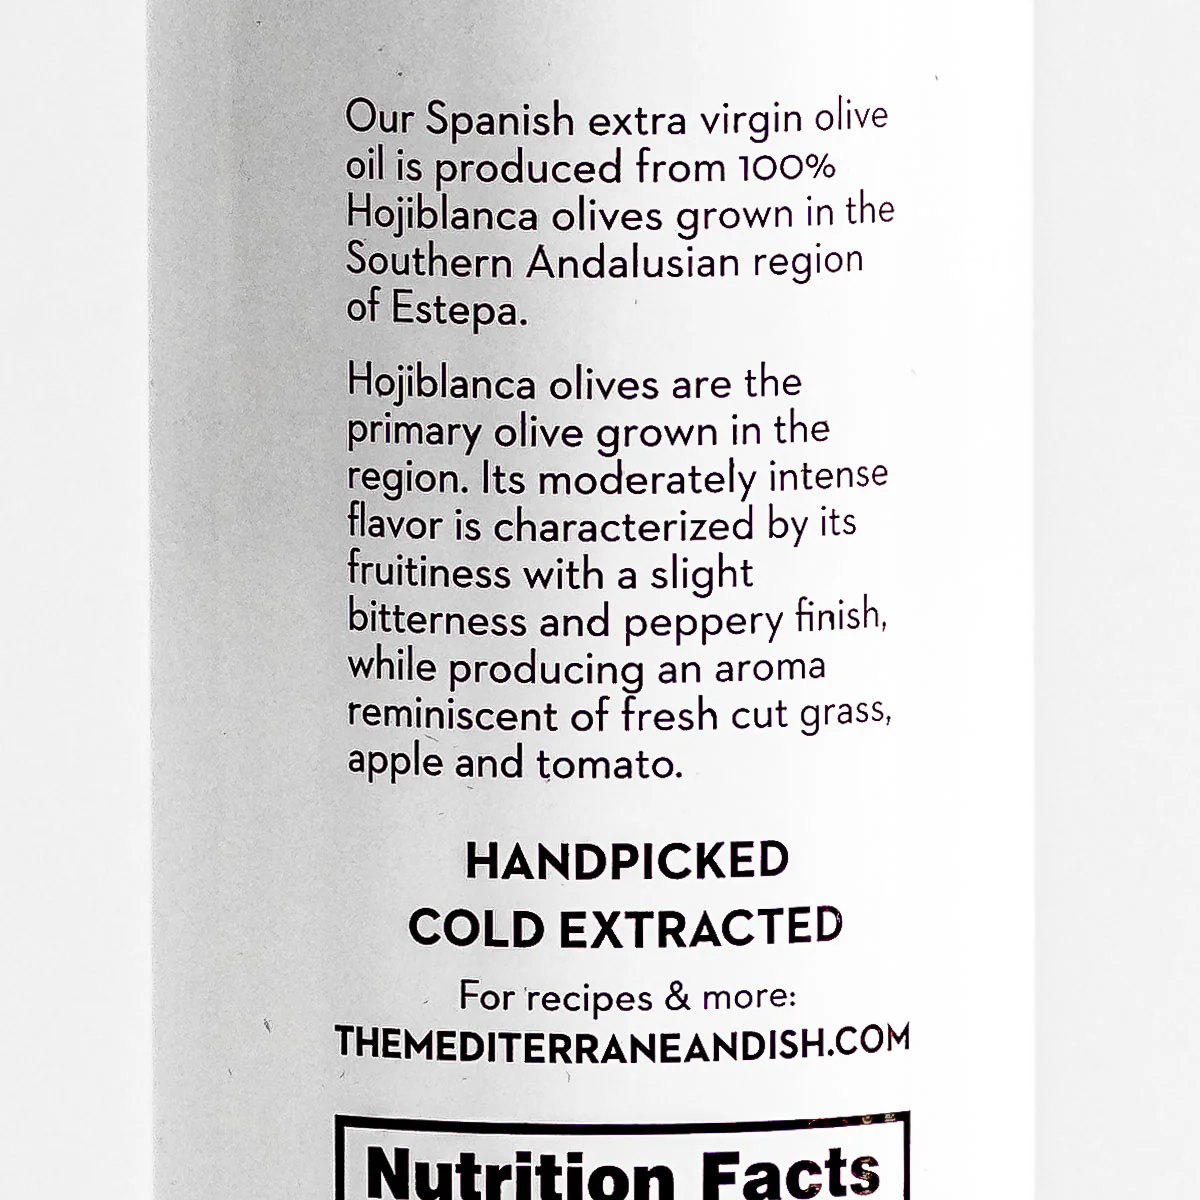 Our Spanish extra virgin olive
oil is produced from 100%
Hojiblanca olives grown in the
Southern Andalusian region
of Estepa.
Hojiblanca olives are the
primary olive grown in the
region. Its moderately intense
flavor is characterized by its
fruitiness with a slight
bitterness and peppery finish,
while producing an aroma
reminiscent of fresh cut grass,
apple and tomato.
HANDPICKED
COLD EXTRACTED
For recipes & more:
THEMEDITERRANEANDISH.COM
Nutrition Facts